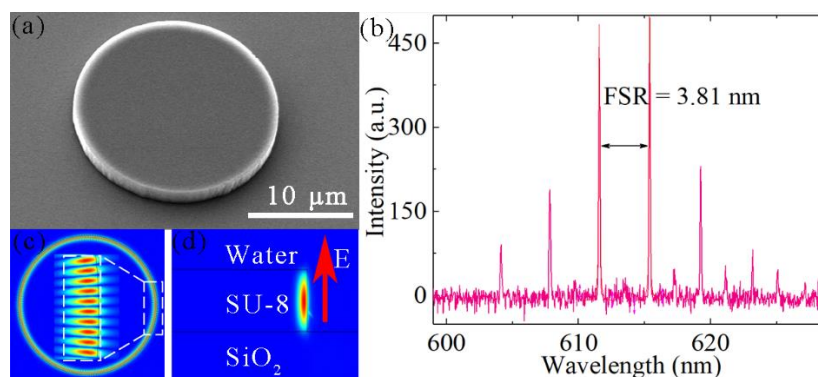 (a)
10 μm
(b)
450
300
150
0
Intensity (a.u.)
FSR = 3.81 nm
600
610
620
Wavelength (nm)
(c)
(d)
Water
E
SU-8
SiO₂